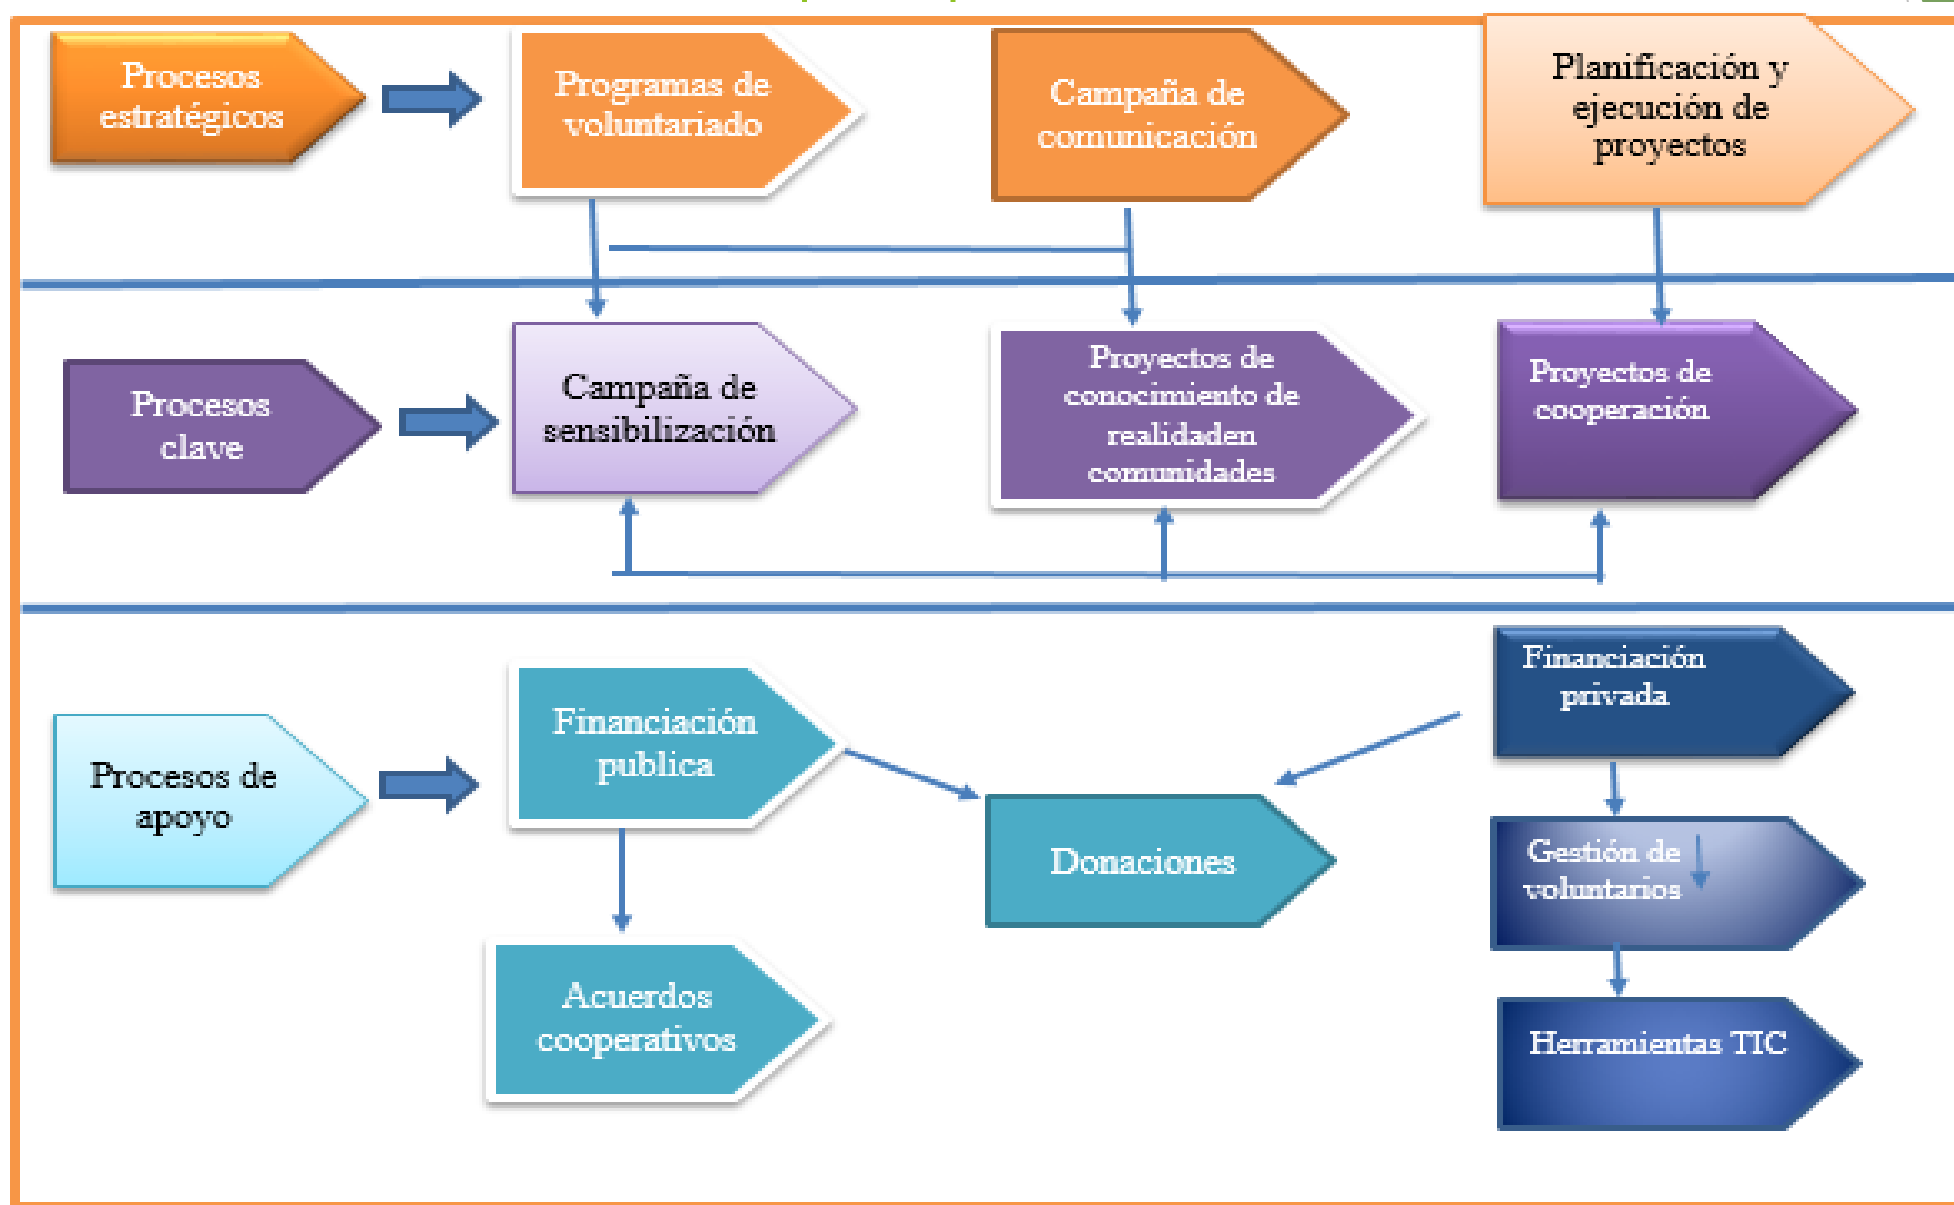 Procesos
estratégicos
Programas de
voluntariado
Campaña de
comunicación
Planificación y
ejecución de
proyectos
Procesos
clave
Campaña de
sensibilización
Proyectos de
conocimiento de
realidaden
comunidades
Proyectos de
cooperación
Procesos de
apoyo
Financiación
publica
Donaciones
Financiación
privada
Gestión de
voluntarios
Acuerdos
cooperativos
Herramientas TIC